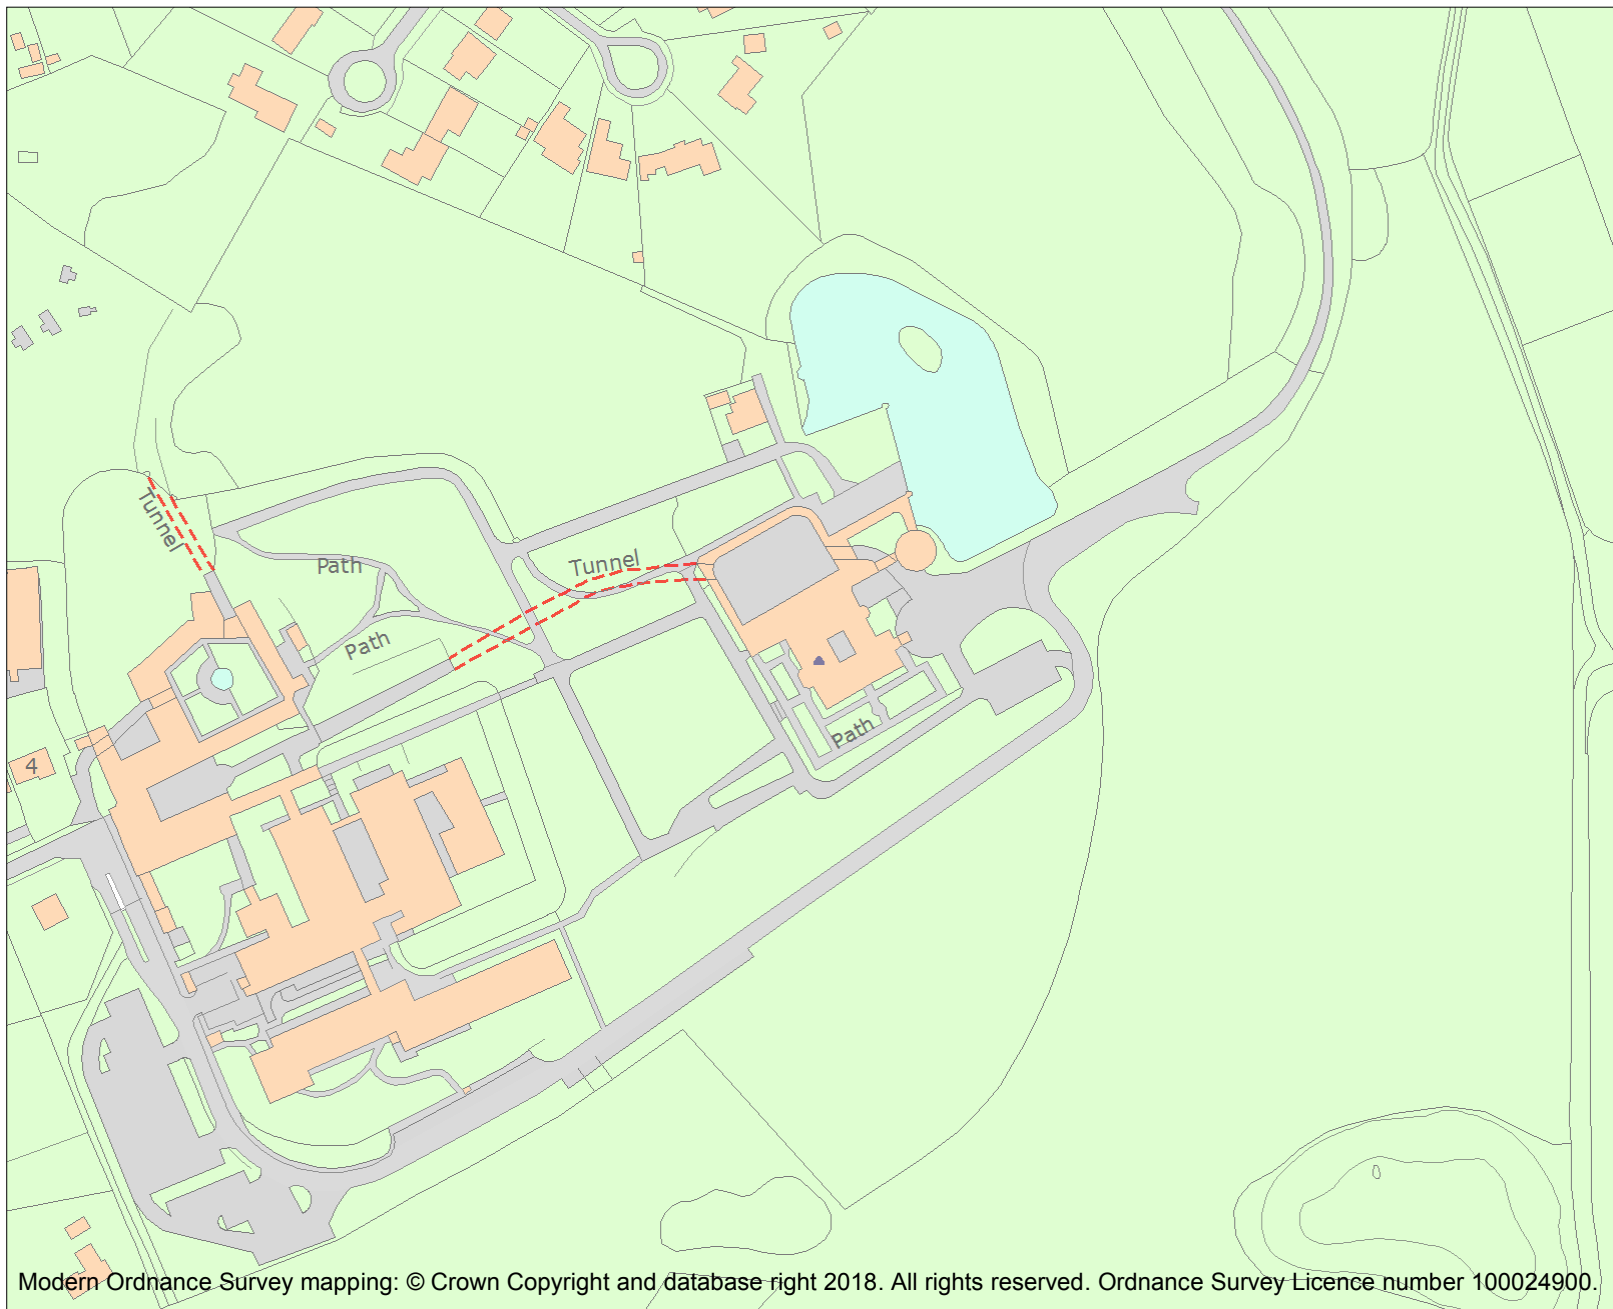 Tunnel
Path
Tunnel
Path
Path
4
Modern Ordnance Survey mapping: © Crown Copyright and database right 2018. All rights reserved. Ordnance Survey Licence number 100024900.